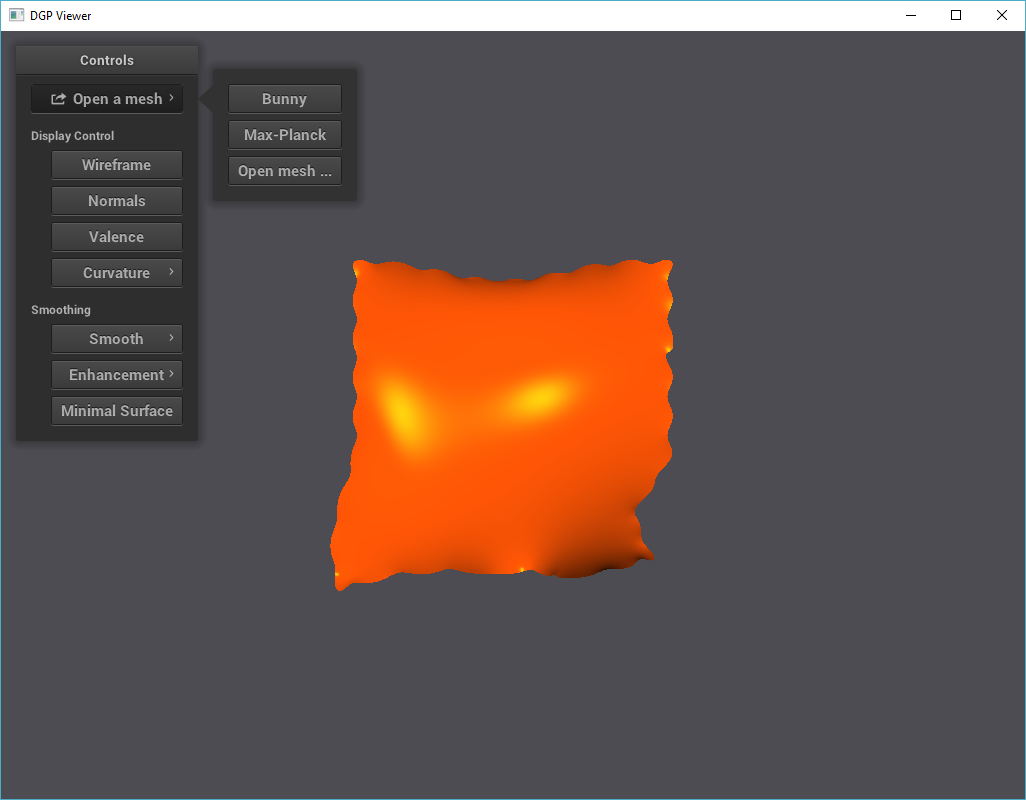 DGP Viewer
Controls
Open a mesh
Bunny
Max-Planck
Open mesh ...
Display Control
Wireframe
Normals
Valence
Curvature
Smoothing
Smooth
Enhancement
Minimal Surface